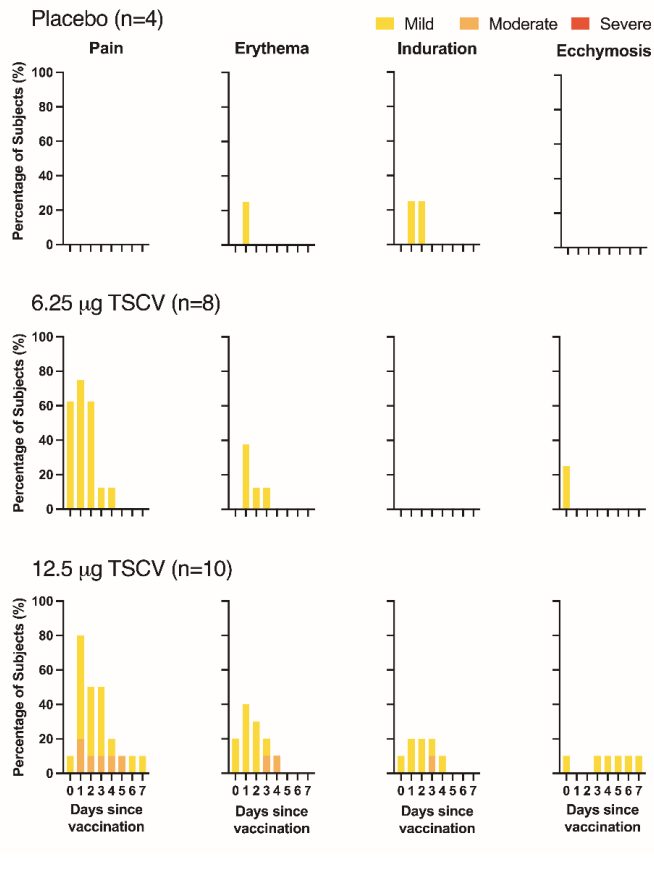 Placebo (n=4)
Mild Moderate Severe
Pain Erythema Induration Ecchymosis
Percentage of Subjects (%)
100
80
60
40
20
0
6.25 μg TSCV (n=8)
Percentage of Subjects (%)
100
80
60
40
20
0
12.5 μg TSCV (n=10)
Percentage of Subjects (%)
100
80
60
40
20
0
0 1 2 3 4 5 6 7 0 1 2 3 4 5 6 7 0 1 2 3 4 5 6 7 0 1 2 3 4 5 6 7
Days since Days since Days since Days since
vaccination vaccination vaccination vaccination